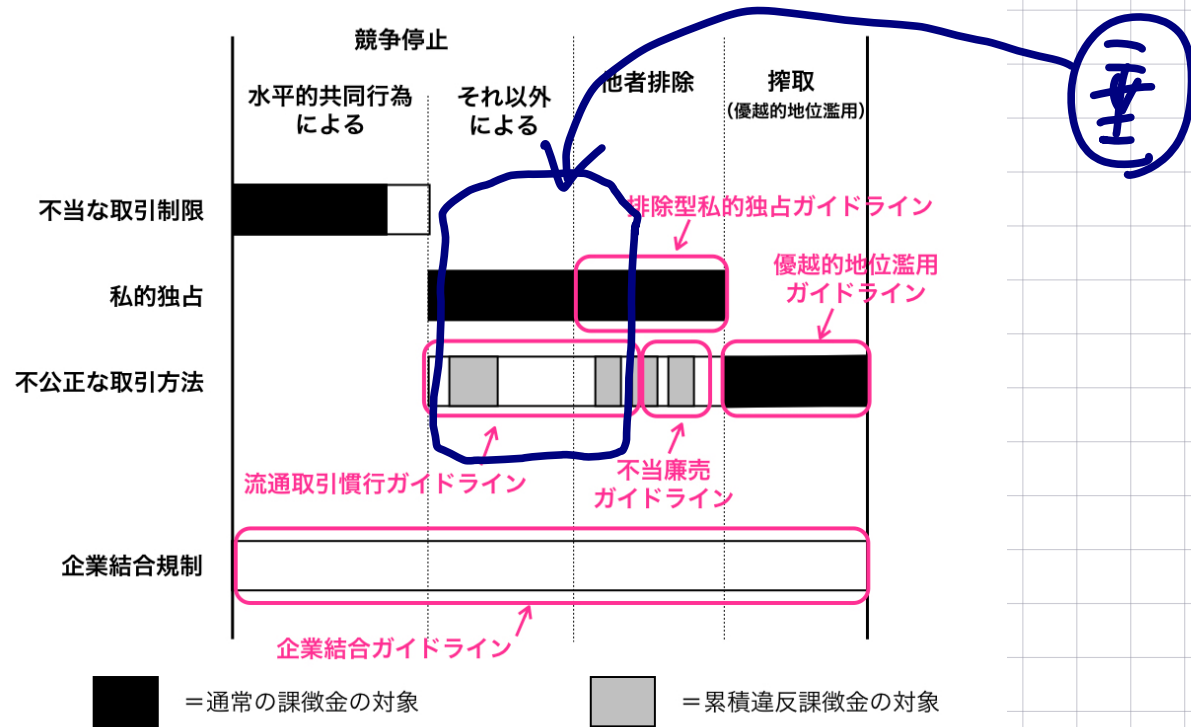 競争停止
水平的共同行為
による
それ以外
による
他者排除
搾取
(優越的地位濫用)
不当な取引制限
排除型私的独占ガイドライン
私的独占
優越的地位濫用
ガイドライン
不公正な取引方法
流通取引慣行ガイドライン
不当廉売
ガイドライン
企業結合規制
企業結合ガイドライン
＝通常の課徴金の対象
＝累積違反課徴金の対象